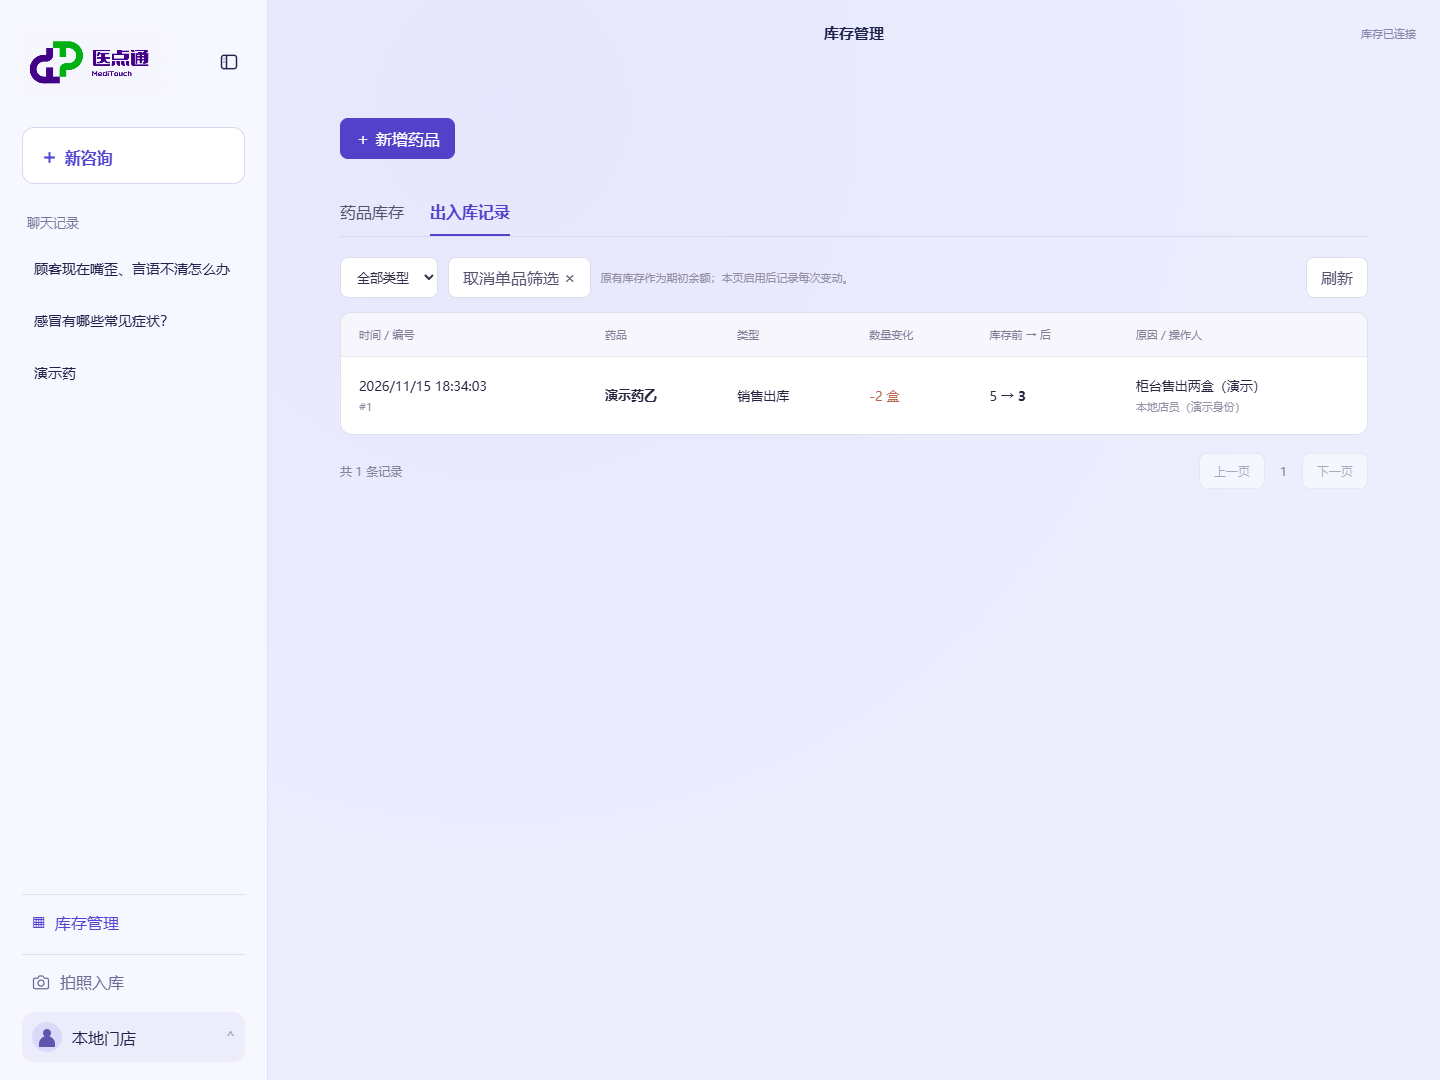 医点通
MediTouch
+ 新咨询
聊天记录
顾客现在嘴歪、言语不清怎么办
感冒有哪些常见症状？
演示药
库存管理
拍照入库
本地门店
库存管理
库存已连接
+ 新增药品
药品库存 出入库记录
全部类型 取消单品筛选 × 原有库存作为期初余额；本页启用后记录每次变动。 刷新
时间 / 编号 药品 类型 数量变化 库存前 → 后 原因 / 操作人
2026/11/15 18:34:03 演示药乙 销售出库 -2 盒 5 → 3 柜台售出两盒（演示）
#1 本地店员（演示身份）
共 1 条记录 上一页 1 下一页